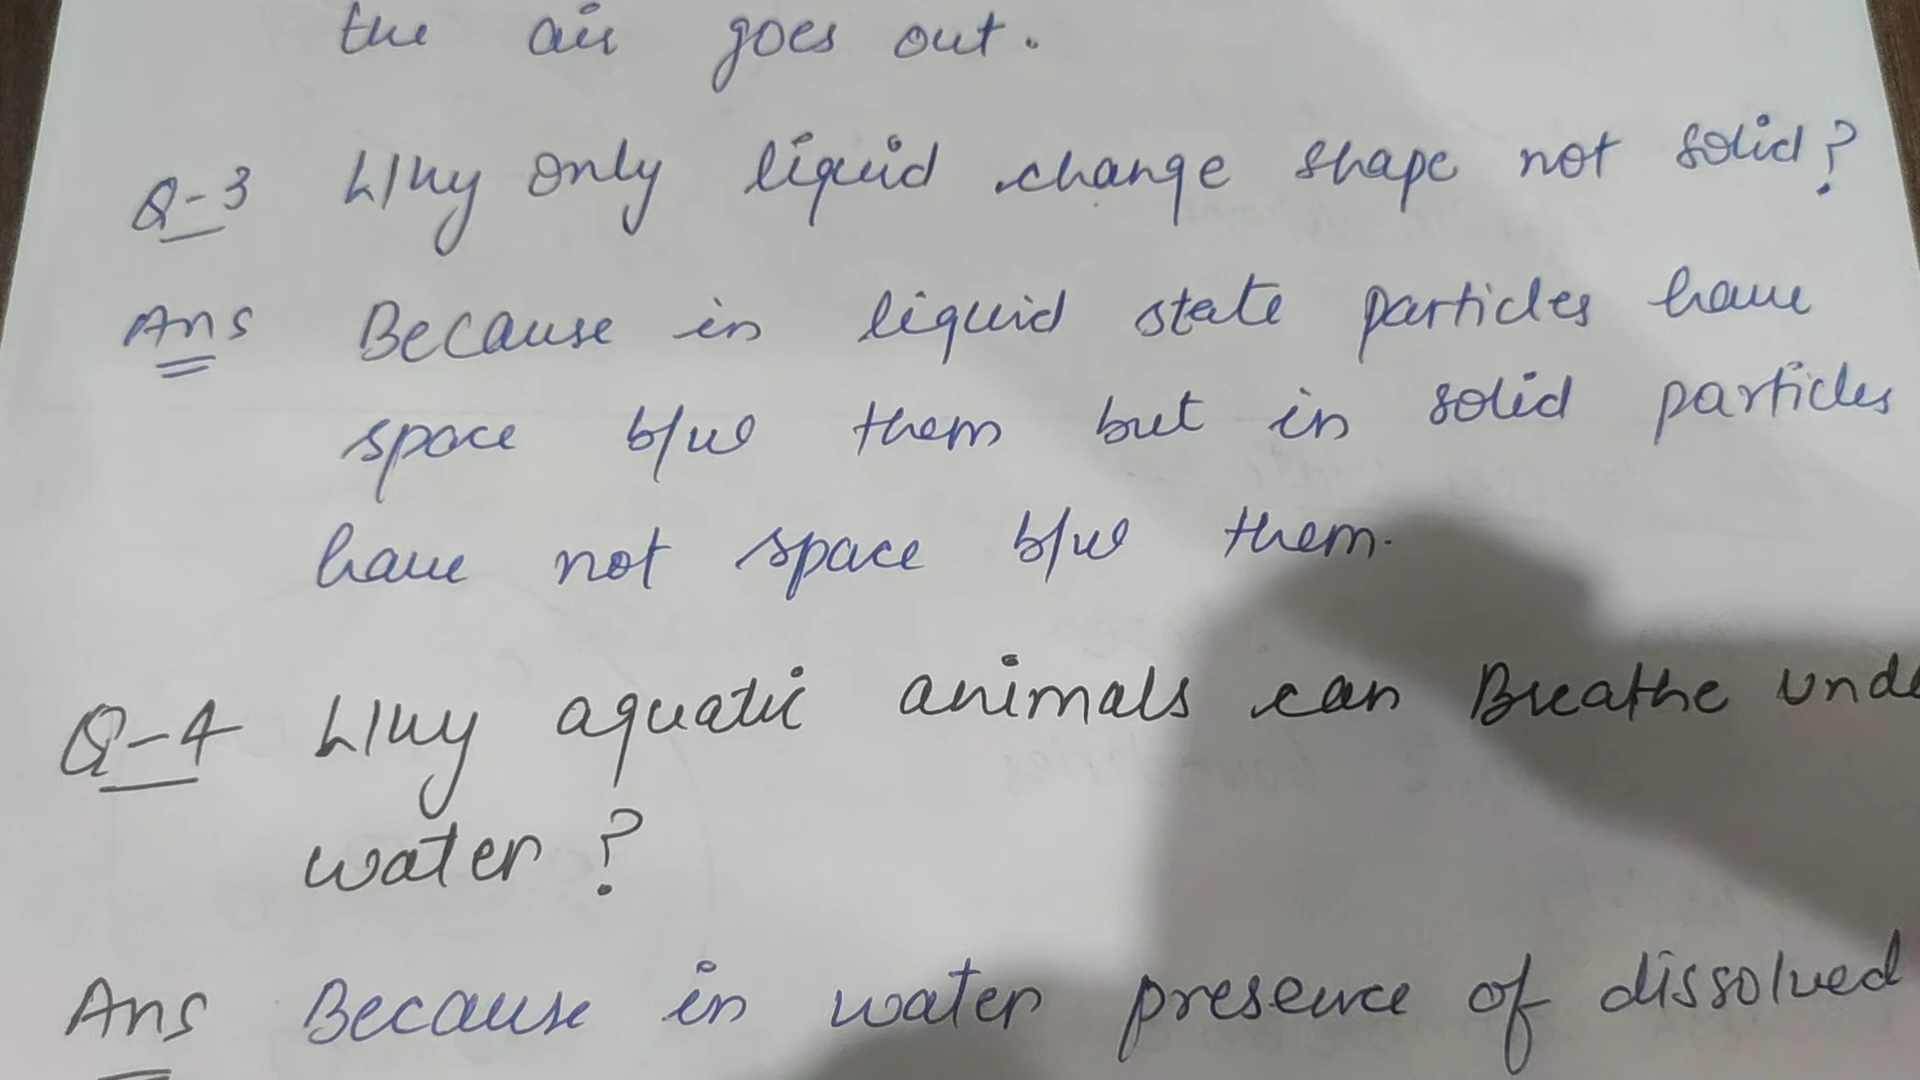 the air goes out.
Q-3 Why only liquid change shape not solid?
Ans Because in liquid state particles have
space b/w them but in solid particles
have not space b/w them.
Q-4 Why aquatic animals can Breathe unde
water?
Ans Because in water presence of dissolved